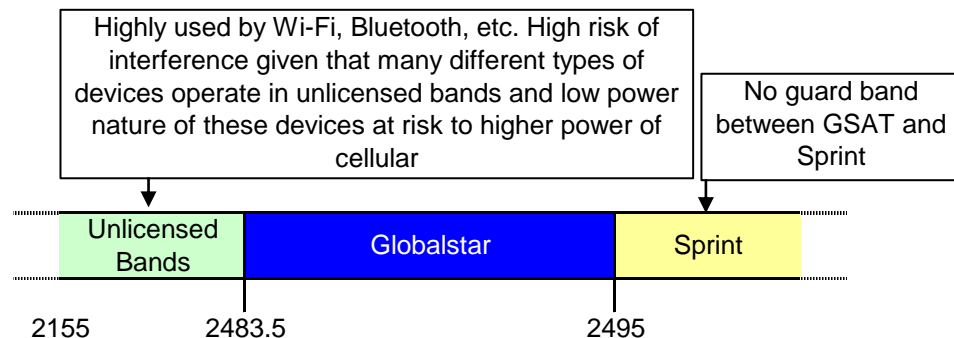 Highly used by Wi-Fi, Bluetooth, etc. High risk of
interference given that many different types of
devices operate in unlicensed bands and low power
nature of these devices at risk to higher power of
cellular
No guard band
between GSAT and
Sprint
Unlicensed
Bands
Globalstar
Sprint
2155
2483.5
2495